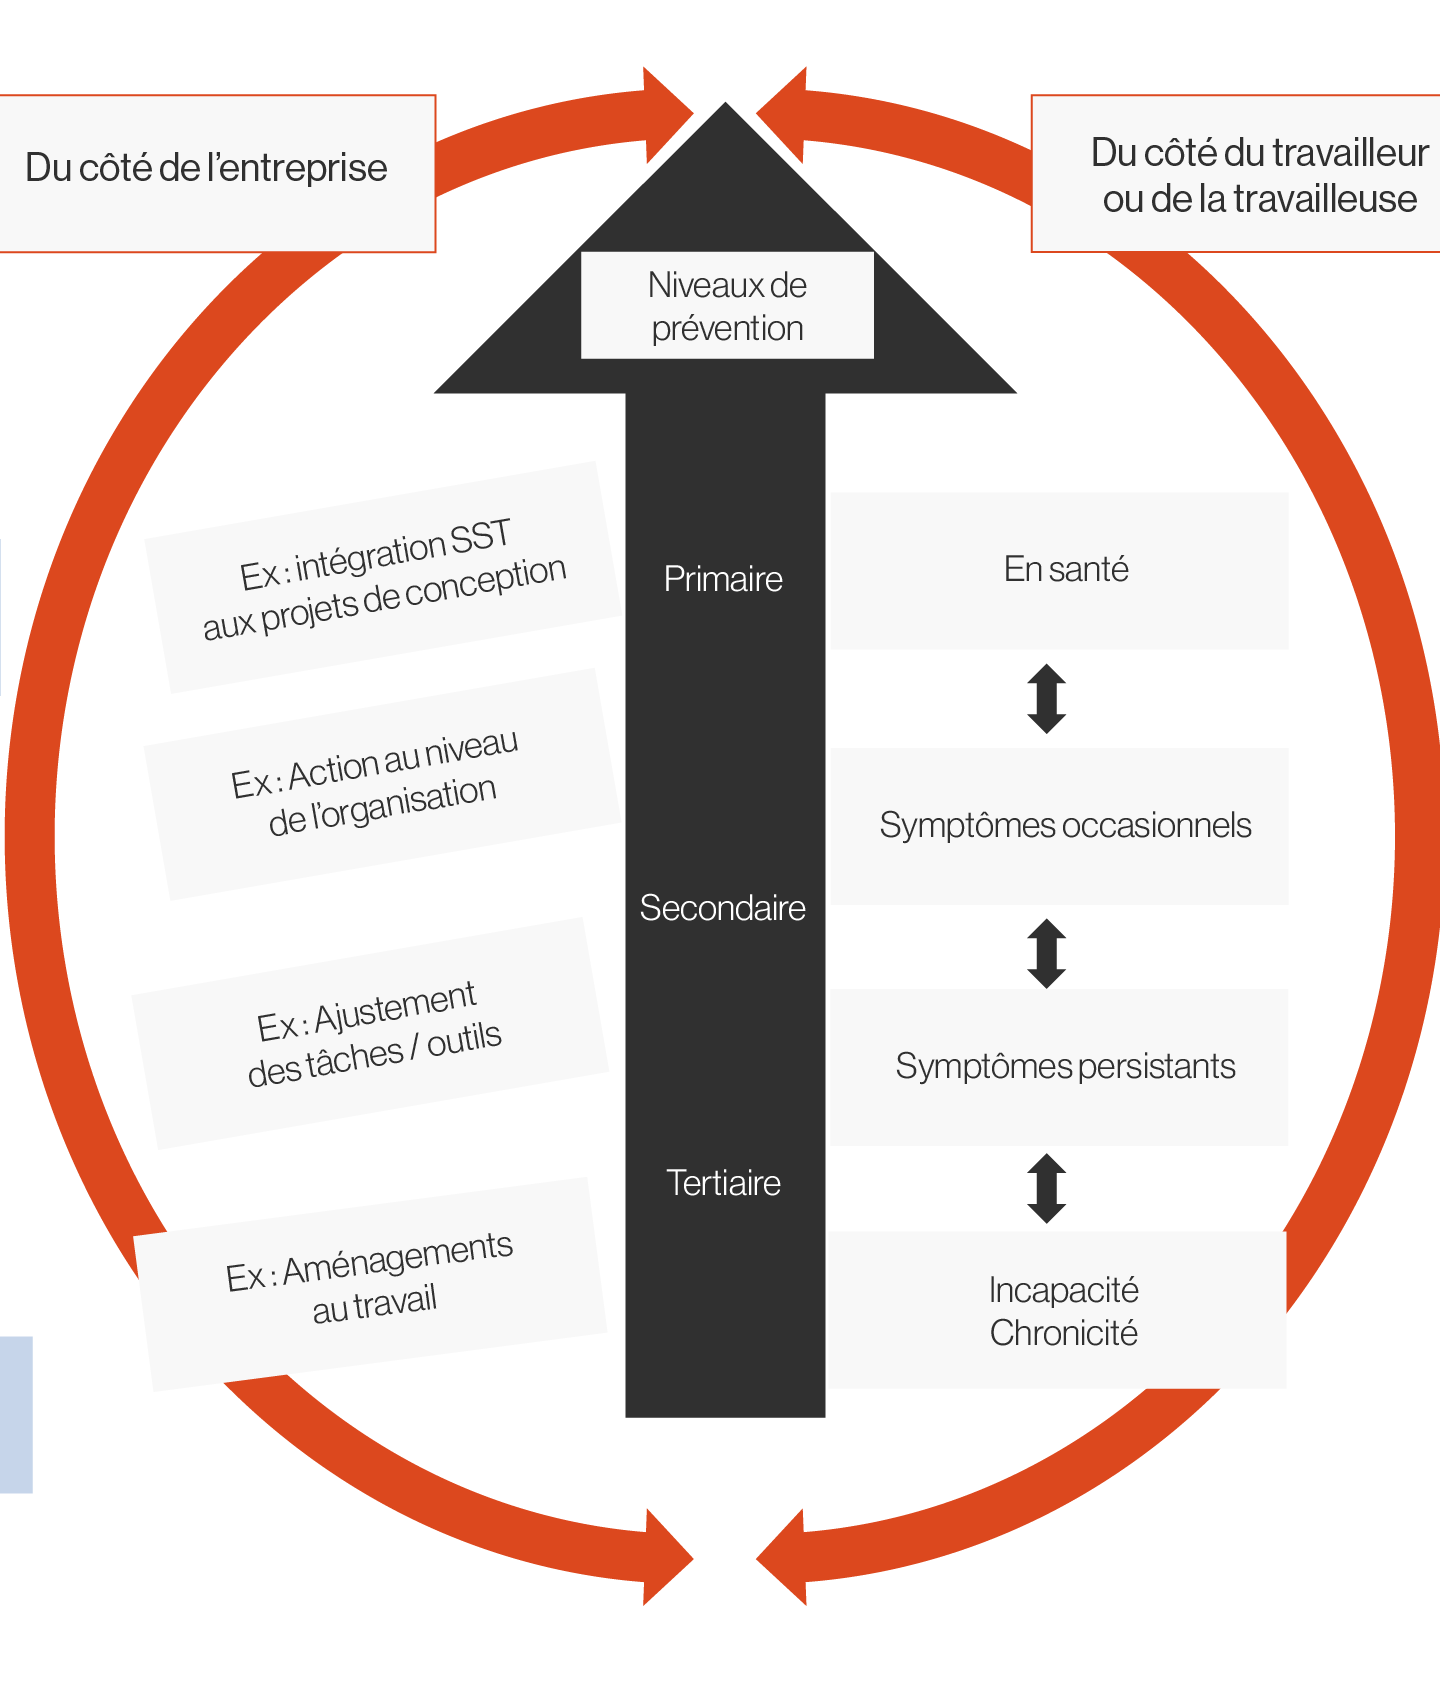 Du côté de l’entreprise
Du côté du travailleur
ou de la travailleuse
Niveaux de
prévention
Ex : intégration SST
aux projets de conception
Primaire
En santé
Ex : Action au niveau
de l’organisation
Symptômes occasionnels
Secondaire
Ex : Ajustement
des tâches / outils
Symptômes persistants
Tertiaire
Ex : Aménagements
au travail
Incapacité
Chronicité